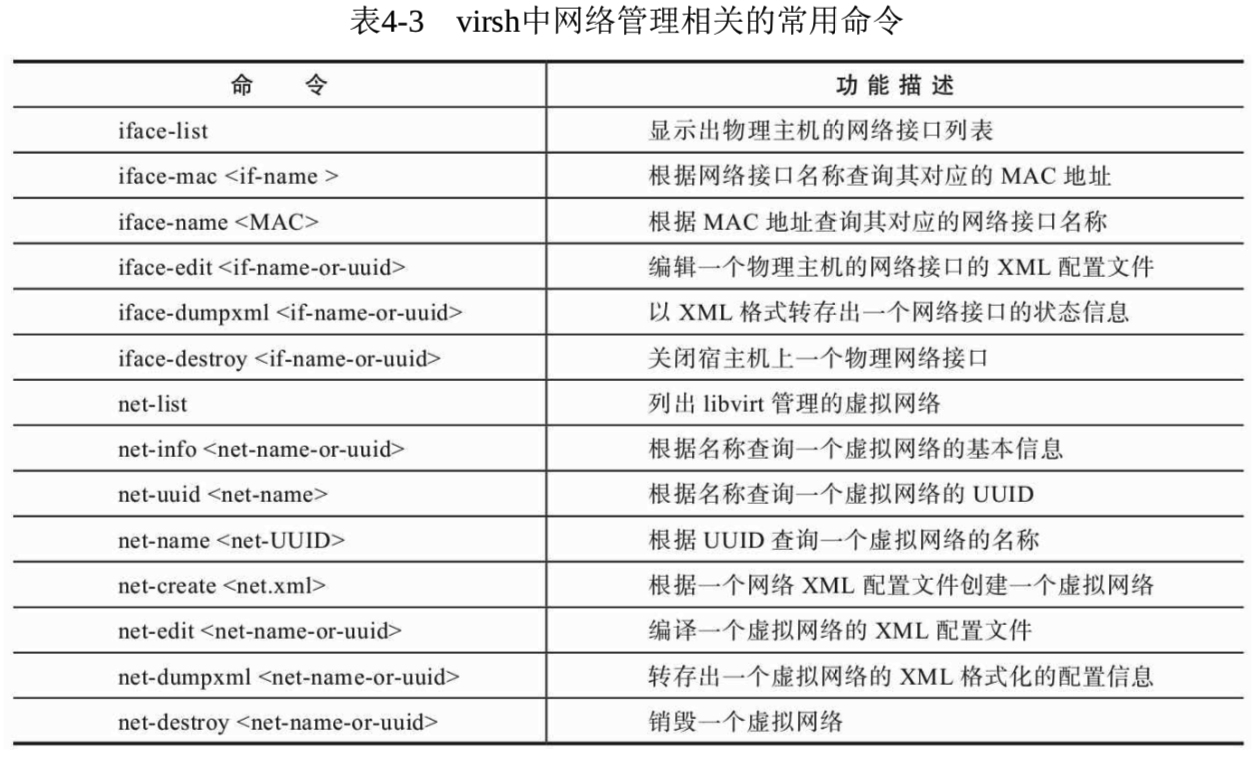 表4-3 virsh中网络管理相关的常用命令
命 令 功能描述
iface-list 显示出物理主机的网络接口列表
iface-mac <if-name > 根据网络接口名称查询其对应的 MAC 地址
iface-name <MAC> 根据 MAC 地址查询其对应的网络接口名称
iface-edit <if-name-or-uuid> 编辑一个物理主机的网络接口的 XML 配置文件
iface-dumpxml <if-name-or-uuid> 以 XML 格式转存出一个网络接口的状态信息
iface-destroy <if-name-or-uuid> 关闭宿主机上一个物理网络接口
net-list 列出 libvirt 管理的虚拟网络
net-info <net-name-or-uuid> 根据名称查询一个虚拟网络的基本信息
net-uuid <net-name> 根据名称查询一个虚拟网络的 UUID
net-name <net-UUID> 根据 UUID 查询一个虚拟网络的名称
net-create <net.xml> 根据一个网络 XML 配置文件创建一个虚拟网络
net-edit <net-name-or-uuid> 编译一个虚拟网络的 XML 配置文件
net-dumpxml <net-name-or-uuid> 转存出一个虚拟网络的 XML 格式化的配置信息
net-destroy <net-name-or-uuid> 销毁一个虚拟网络